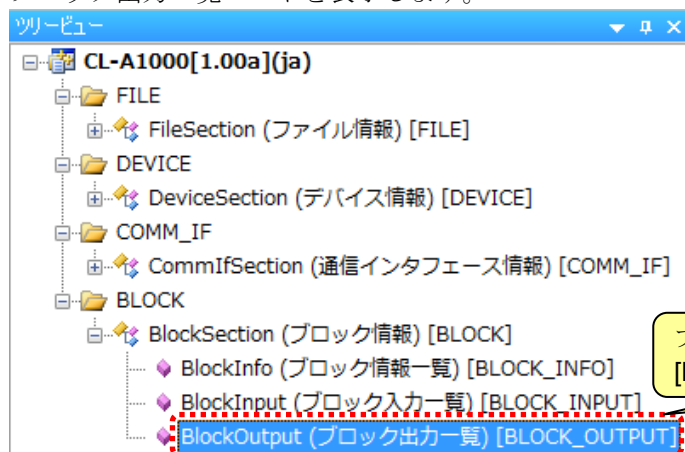 ツリービュー
CL-A1000[1.00a](ja)
FILE
FileSection (ファイル情報) [FILE]
DEVICE
DeviceSection (デバイス情報) [DEVICE]
COMM_IF
CommIfSection (通信インタフェース情報) [COMM_IF]
BLOCK
BlockSection (ブロック情報) [BLOCK]
BlockInfo (ブロック情報一覧) [BLOCK_INFO]
BlockInput (ブロック入力一覧) [BLOCK_INPUT]
BlockOutput (ブロック出力一覧) [BLOCK_OUTPUT]